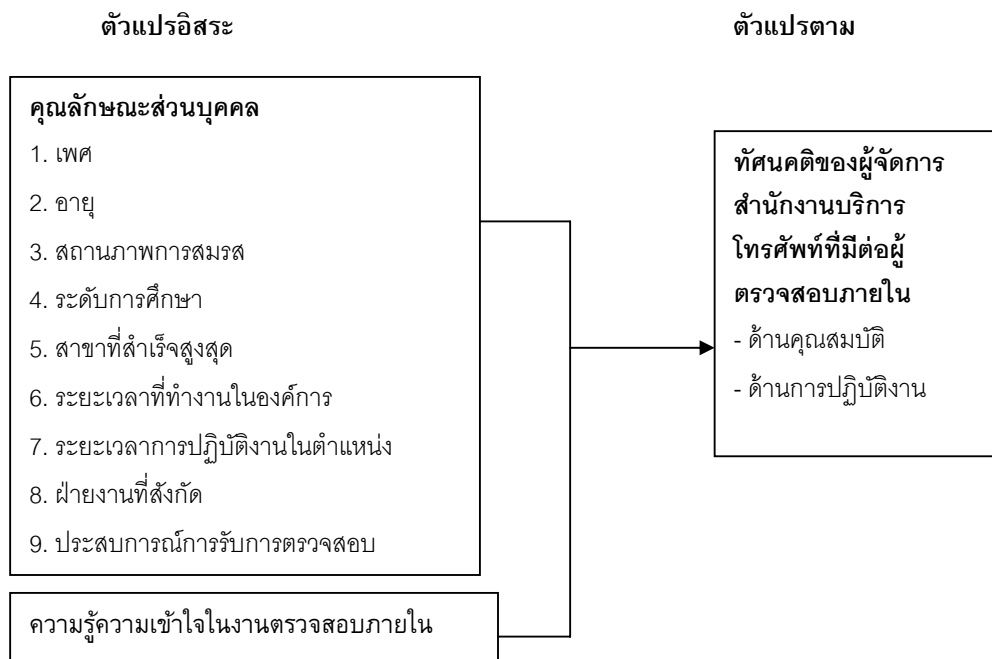 ตัวแปรอิสระ
ตัวแปรตาม
คุณลักษณะส่วนบุคคล
1. เพศ
2. อายุ
3. สถานภาพการสมรส
4. ระดับการศึกษา
5. สาขาที่สำเร็จสูงสุด
6. ระยะเวลาที่ทำงานในองค์การ
7. ระยะเวลาการปฏิบัติงานในตำแหน่ง
8. ฝ่ายงานที่สังกัด
9. ประสบการณ์การรับการตรวจสอบ
ความรู้ความเข้าใจในงานตรวจสอบภายใน
ทัศนคติของผู้จัดการ
สำนักงานบริการ
โทรศัพท์ที่มีต่อผู้
ตรวจสอบภายใน
- ด้านคุณสมบัติ
- ด้านการปฏิบัติงาน